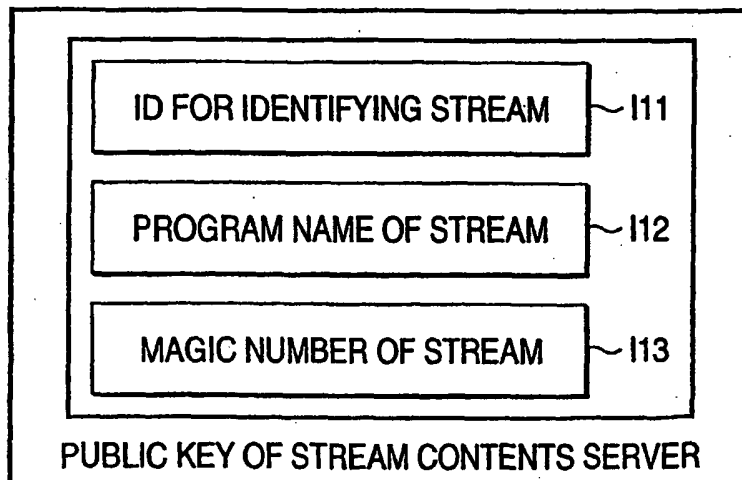 ID FOR IDENTIFYING STREAM I11
PROGRAM NAME OF STREAM I12
MAGIC NUMBER OF STREAM I13
PUBLIC KEY OF STREAM CONTENTS SERVER